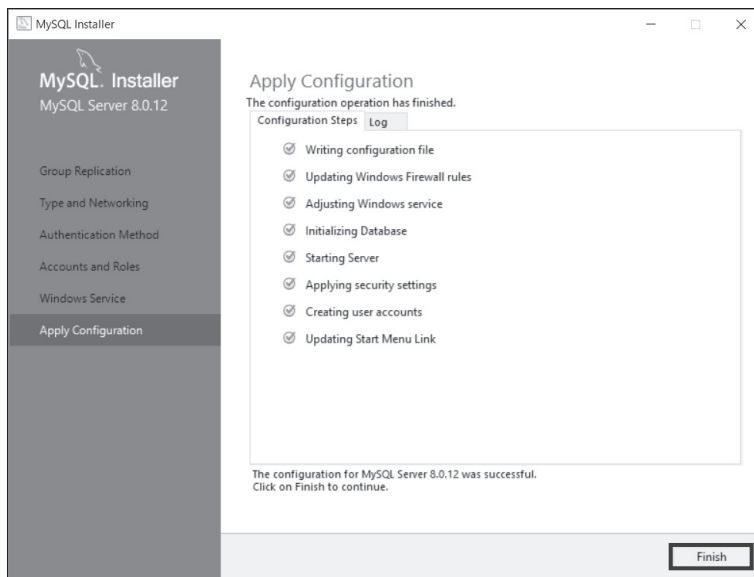 MySQL Installer
MySQL. Installer
MySQL Server 8.0.12
Group Replication
Type and Networking
Authentication Method
Accounts and Roles
Windows Service
Apply Configuration
Apply Configuration
The configuration operation has finished.
Configuration Steps Log
Writing configuration file
Updating Windows Firewall rules
Adjusting Windows service
Initializing Database
Starting Server
Applying security settings
Creating user accounts
Updating Start Menu Link
The configuration for MySQL Server 8.0.12 was successful.
Click on Finish to continue.
Finish